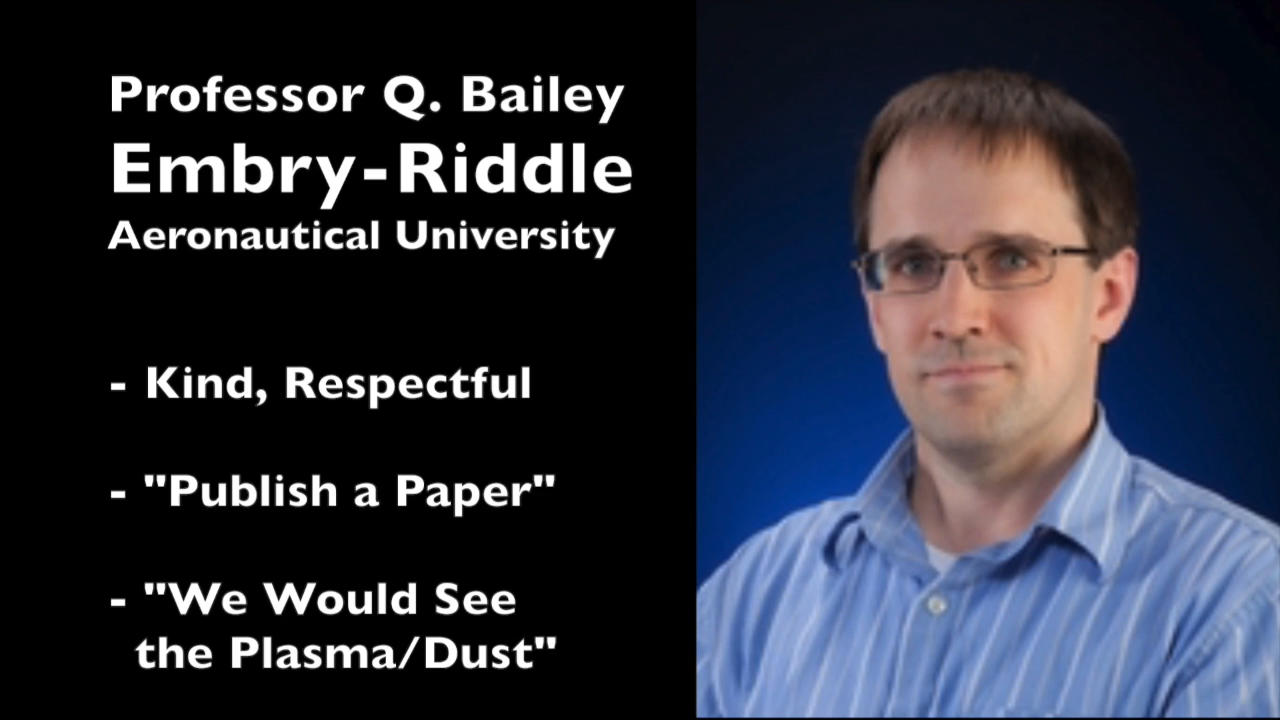 Professor Q. Bailey
Embry-Riddle
Aeronautical University
- Kind, Respectful
- "Publish a Paper"
- "We Would See
the Plasma/Dust"